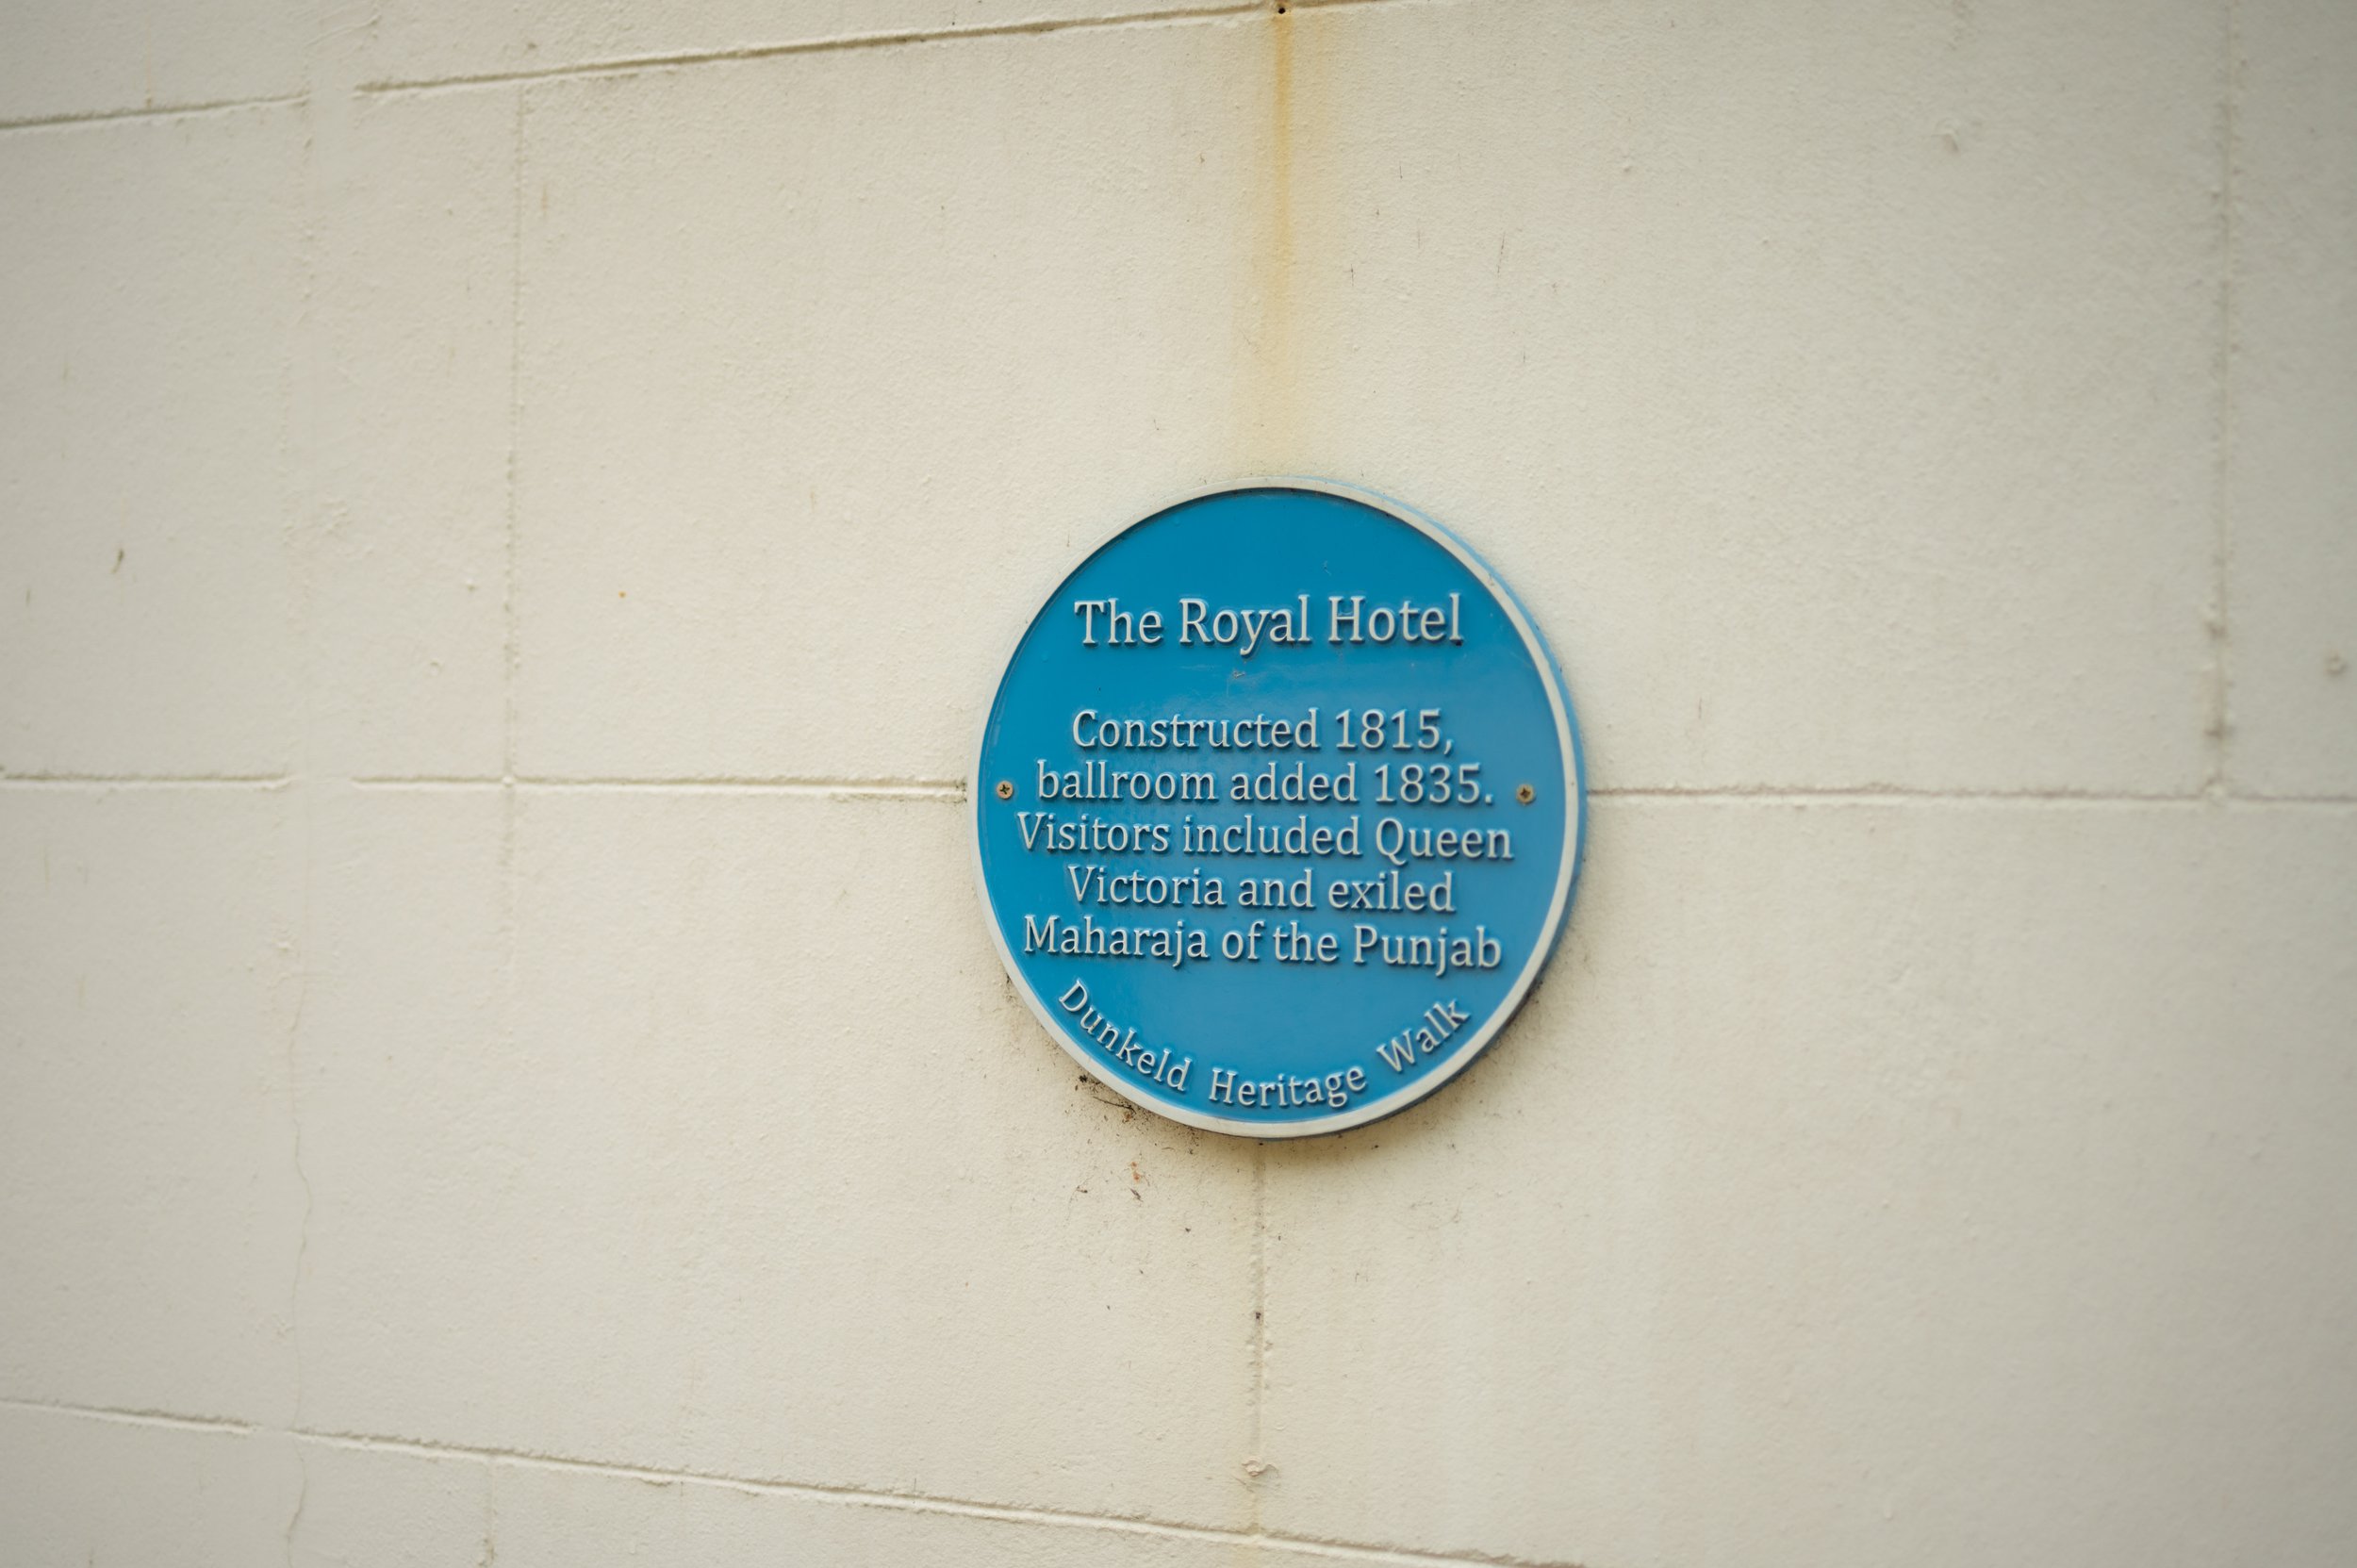 The Royal Hotel
Constructed 1815,
ballroom added 1835.
Visitors included Queen
Victoria and exiled
Maharaja of the Punjab
Dunkeld Heritage Walk